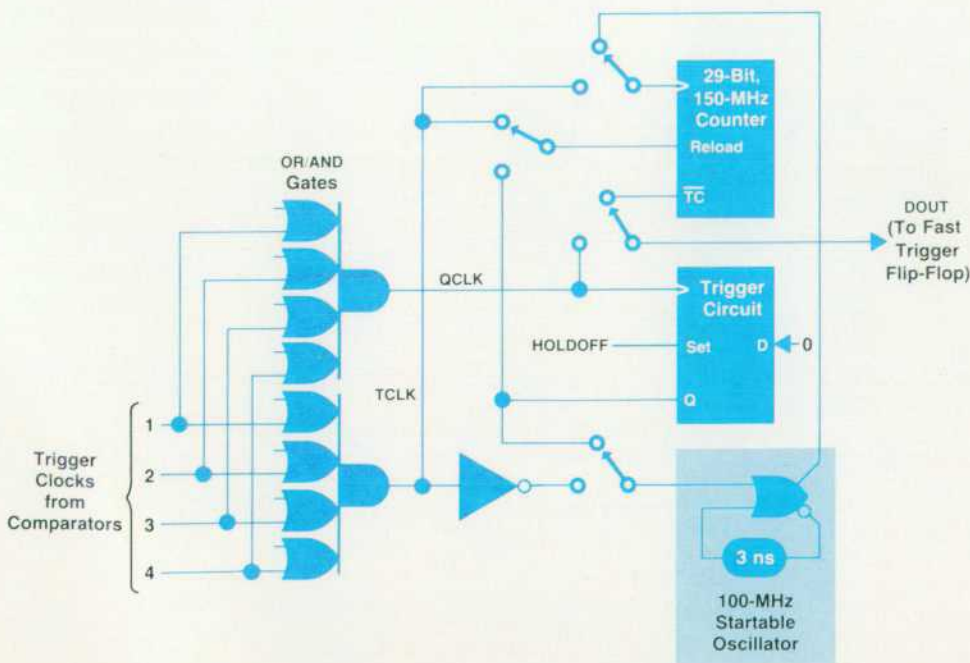 29-Bit,
150-MHz
Counter
Reload
TC
OR/AND
Gates
DOUT
(To Fast
Trigger
Flip-Flop)
QCLK
Trigger
Circuit
HOLDOFF
Set
D
0
Q
TCLK
Trigger
Clocks
from
Comparators
1
2
3
4
3 ns
100-MHz
Startable
Oscillator